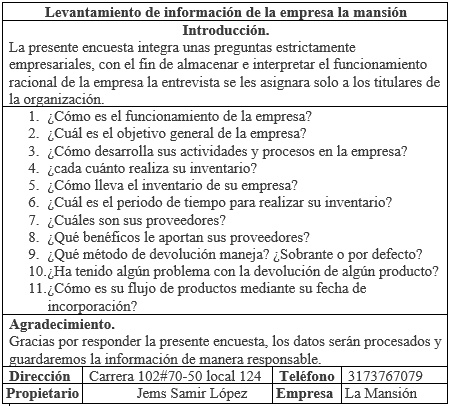 Levantamiento de información de la empresa la mansión
Introducción.
La presente encuesta integra unas preguntas estrictamente
empresariales, con el fin de almacenar e interpretar el funcionamiento
racional de la empresa la entrevista se les asignara solo a los titulares de
la organización.
1. ¿Cómo es el funcionamiento de la empresa?
2. ¿Cuál es el objetivo general de la empresa?
3. ¿Cómo desarrolla sus actividades y procesos en la empresa?
4. ¿cada cuánto realiza su inventario?
5. ¿Cómo lleva el inventario de su empresa?
6. ¿Cuál es el periodo de tiempo para realizar su inventario?
7. ¿Cuáles son sus proveedores?
8. ¿Qué benéficos le aportan sus proveedores?
9. ¿Qué método de devolución maneja? ¿Sobrante o por defecto?
10. ¿Ha tenido algún problema con la devolución de algún producto?
11. ¿Cómo es su flujo de productos mediante su fecha de
incorporación?
Agradecimiento.
Gracias por responder la presente encuesta, los datos serán procesados y
guardaremos la información de manera responsable.
Dirección Carrera 102#70-50 local 124 Teléfono 3173767079
Propietario Jems Samir López Empresa La Mansión